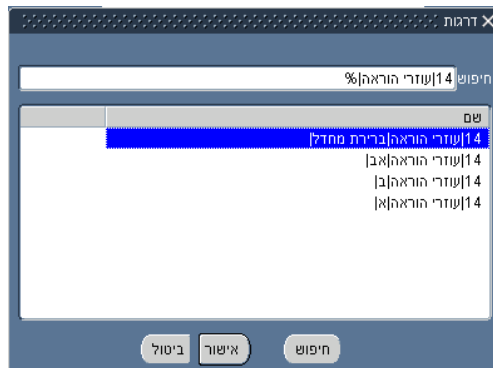 דרגות
חיפוש 14|עוזרי הוראה|%
שם
14|עוזרי הוראה|ברירת מחדל|
14|עוזרי הוראה|אב|
14|עוזרי הוראה|ב|
14|עוזרי הוראה|א|
חיפוש אישור ביטול